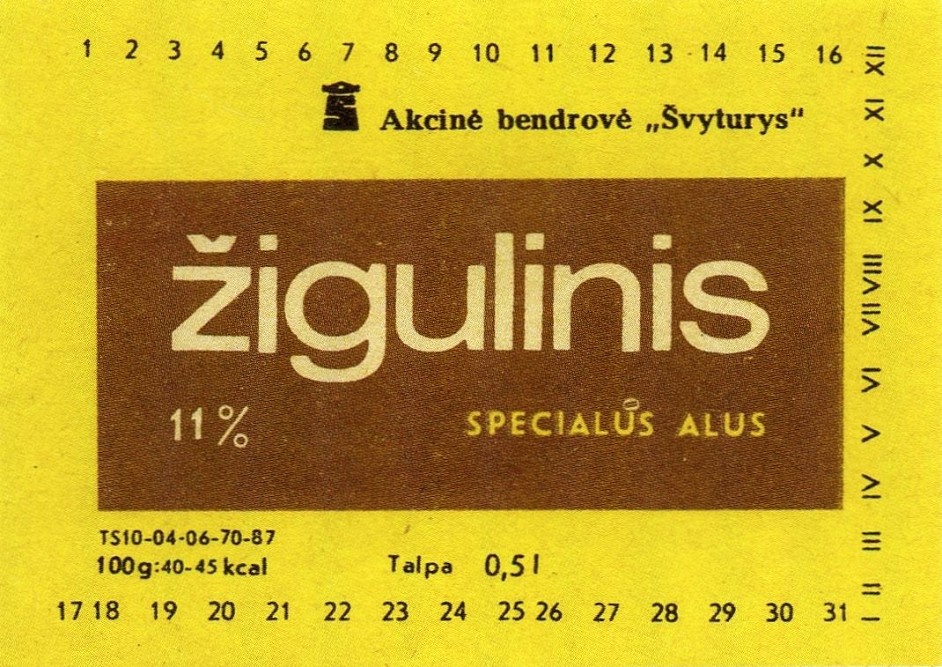 1 2 3 4 5 6 7 8 9 10 11 12 13 14 15 16
Akcinė bendrovė „Švyturys“
žigulinis
11 %
SPECIALUS ALUS
TS10-04-06-70-87
100g:40-45 kcal
Talpa 0,5 l
17 18 19 20 21 22 23 24 25 26 27 28 29 30 31
I II III IV V VI VII VIII IX X XI XII